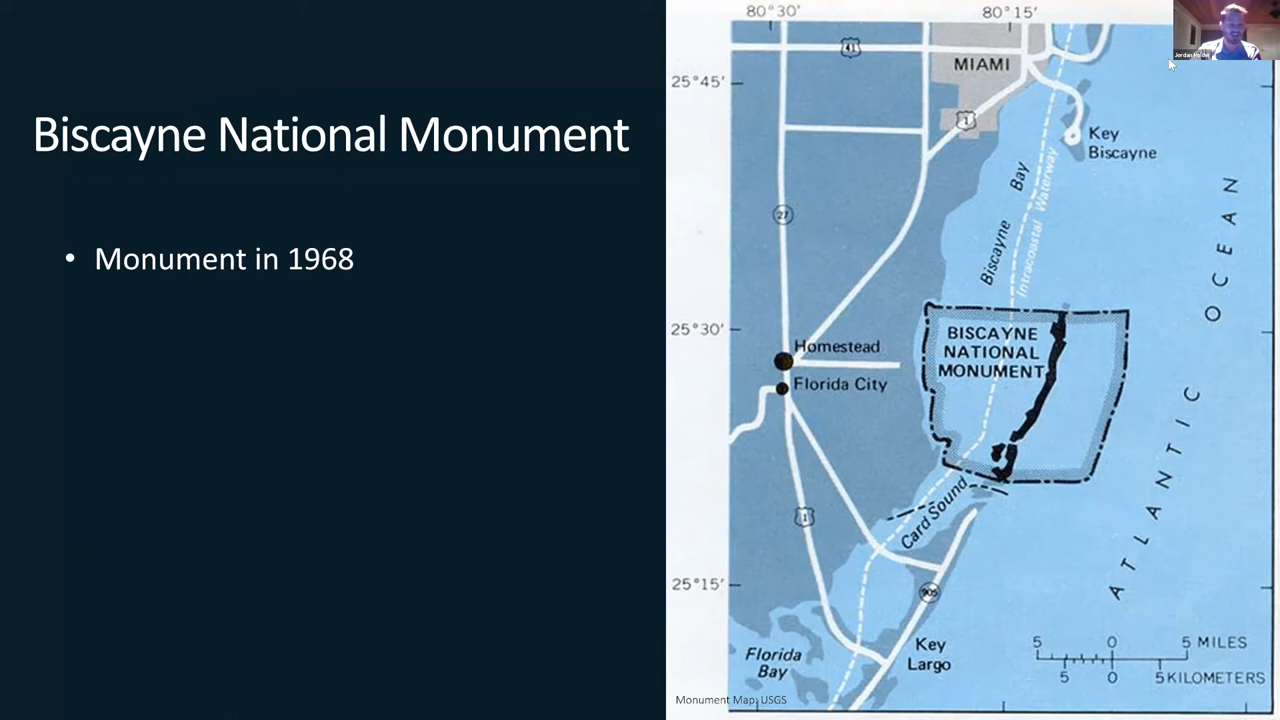 Biscayne National Monument
• Monument in 1968
80°30'
80°15'
41
MIAMI
25°45'
1
Key
Biscayne
27
Biscayne Bay
Intracoastal Waterway
ATLANTIC OCEAN
25°30'
BISCAYNE
NATIONAL
MONUMENT
Homestead
Florida City
Card Sound
1
25°15'
905
Key
Largo
Florida
Bay
5 0 5 MILES
5 0 5 KILOMETERS
Monument Map: USGS
Jordan